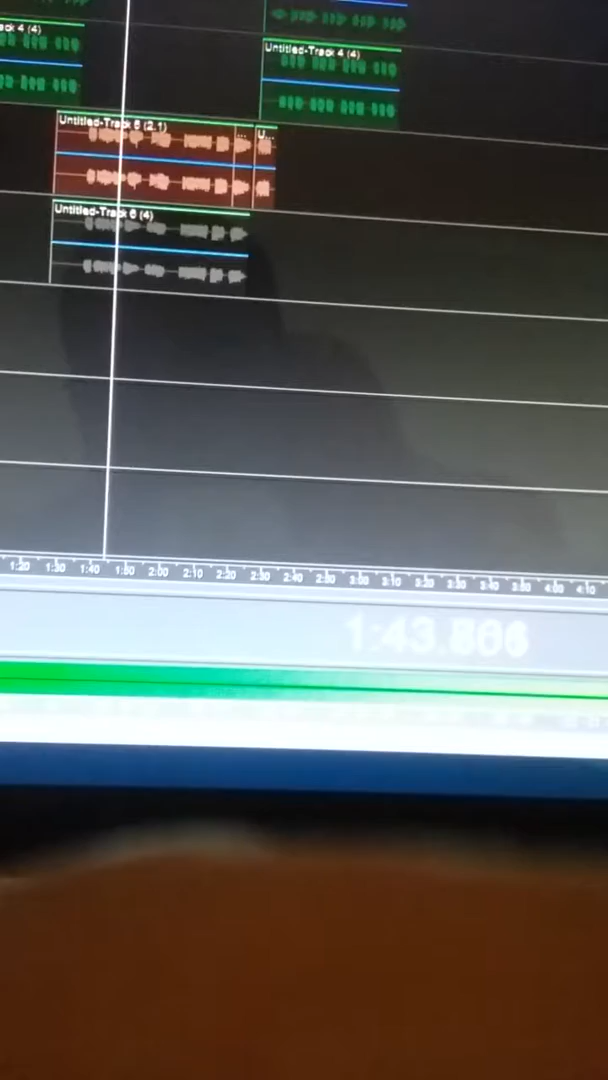 ack 4 (4)
Untitled-Track 4 (4)
Untitled-Track 6 (2.1)
...
U...
Untitled-Track 6 (4)
1:20 1:30 1:40 1:50 2:00 2:10 2:20 2:30 2:40 2:50 3:00 3:10 3:20 3:30 3:40 3:50 4:00 4:10